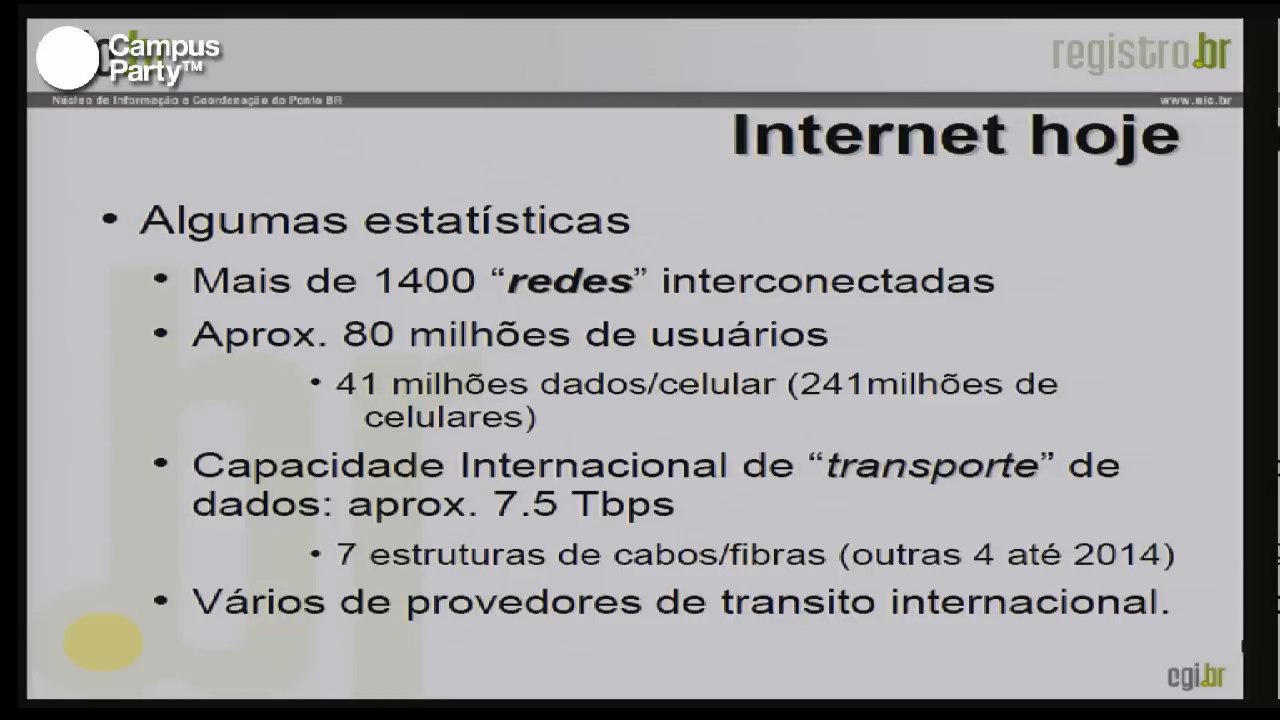 Campus
Party™
registro.br
Núcleo de Informação e Coordenação do Ponto BR
www.nic.br
Internet hoje
• Algumas estatísticas
• Mais de 1400 “redes” interconectadas
• Aprox. 80 milhões de usuários
• 41 milhões dados/celular (241milhões de
celulares)
• Capacidade Internacional de “transporte” de
dados: aprox. 7.5 Tbps
• 7 estruturas de cabos/fibras (outras 4 até 2014)
• Vários de provedores de transito internacional.
.br
cgi.br